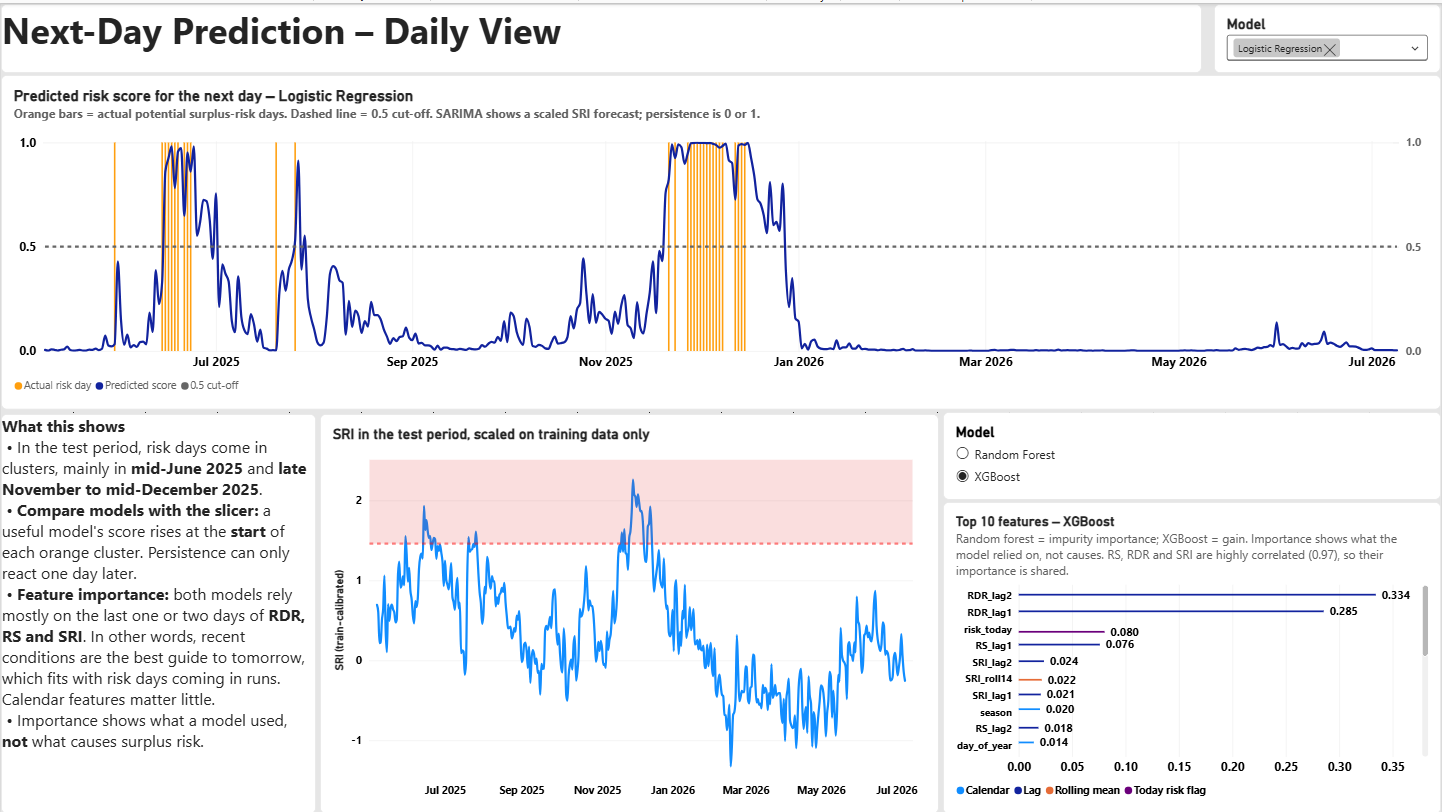 Next-Day Prediction – Daily View
Model
Logistic Regression
Predicted risk score for the next day – Logistic Regression
Orange bars = actual potential surplus-risk days. Dashed line = 0.5 cut-off. SARIMA shows a scaled SRI forecast; persistence is 0 or 1.
1.0
1.0
0.5
0.5
0.0
0.0
Jul 2025
Sep 2025
Nov 2025
Jan 2026
Mar 2026
May 2026
Jul 2026
Actual risk day
Predicted score
0.5 cut-off
What this shows
• In the test period, risk days come in
clusters, mainly in mid-June 2025 and late
November to mid-December 2025.
• Compare models with the slicer: a
useful model's score rises at the start of
each orange cluster. Persistence can only
react one day later.
• Feature importance: both models rely
mostly on the last one or two days of RDR,
RS and SRI. In other words, recent
conditions are the best guide to tomorrow,
which fits with risk days coming in runs.
Calendar features matter little.
• Importance shows what a model used,
not what causes surplus risk.
SRI in the test period, scaled on training data only
SRI (train-calibrated)
2
1
0
-1
Jul 2025
Sep 2025
Nov 2025
Jan 2026
Mar 2026
May 2026
Jul 2026
Model
Random Forest
XGBoost
Top 10 features – XGBoost
Random forest = impurity importance; XGBoost = gain. Importance shows what the
model relied on, not causes. RS, RDR and SRI are highly correlated (0.97), so their
importance is shared.
RDR_lag2 0.334
RDR_lag1 0.285
risk_today 0.080
RS_lag1 0.076
SRI_lag2 0.024
SRI_roll14 0.022
SRI_lag1 0.021
season 0.020
RS_lag2 0.018
day_of_year 0.014
0.00
0.05
0.10
0.15
0.20
0.25
0.30
0.35
Calendar
Lag
Rolling mean
Today risk flag